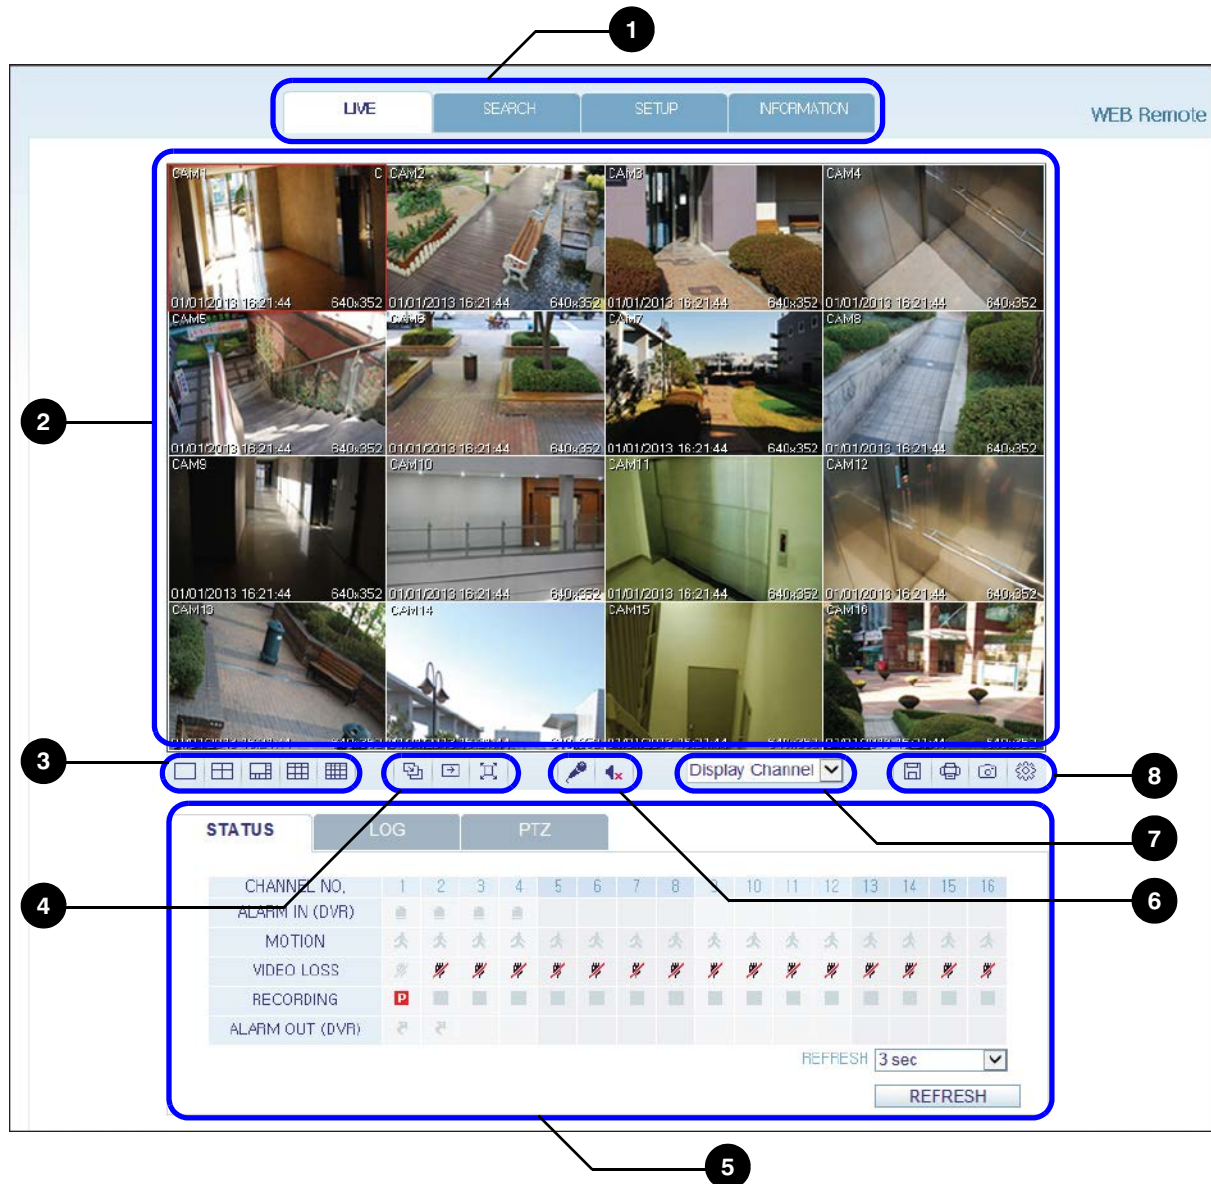 1
LIVE SEARCH SETUP INFORMATION
WEB Remote
CAM1 C CAM2 CAM3 CAM4
01/01/2013 16:21:44 640x352 01/01/2013 16:21:44 640x352 01/01/2013 16:21:44 640x352 01/01/2013 16:21:44 640x352
CAM5 CAM6 CAM7 CAM8
2
01/01/2013 16:21:44 640x352 01/01/2013 16:21:44 640x352 01/01/2013 16:21:44 640x352 01/01/2013 16:21:44 640x352
CAM9 CAM10 CAM11 CAM12
01/01/2013 16:21:44 640x352 01/01/2013 16:21:44 640x352 01/01/2013 16:21:44 640x352 01/01/2013 16:21:44 640x352
CAM13 CAM14 CAM15 CAM16
3
Display Channel
8
STATUS LOG PTZ
7
CHANNEL NO. 1 2 3 4 5 6 7 8 9 10 11 12 13 14 15 16
4
6
ALARM IN (DVR)
MOTION
VIDEO LOSS
RECORDING P
ALARM OUT (DVR)
REFRESH 3 sec
REFRESH
5